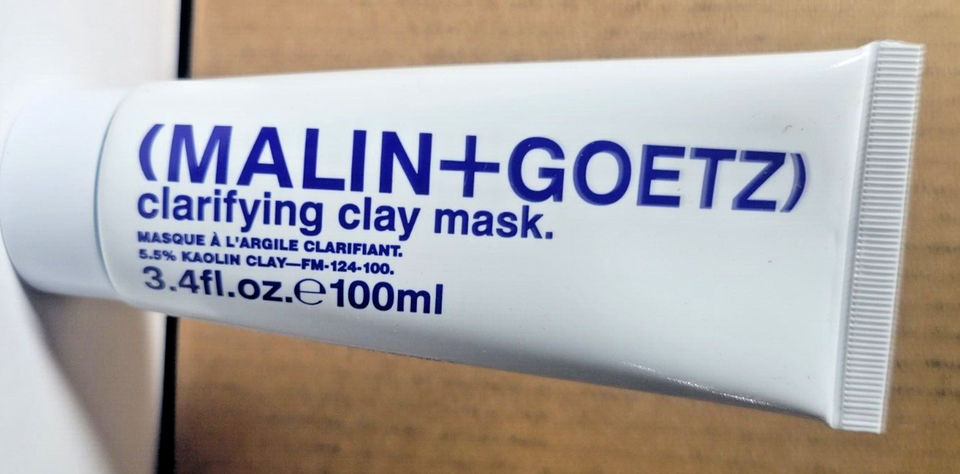 (MALIN+GOETZ)
clarifying clay mask.
MASQUE À L'ARGILE CLARIFIANT.
5.5% KAOLIN CLAY—FM-124-100.
3.4fl.oz.℮100ml